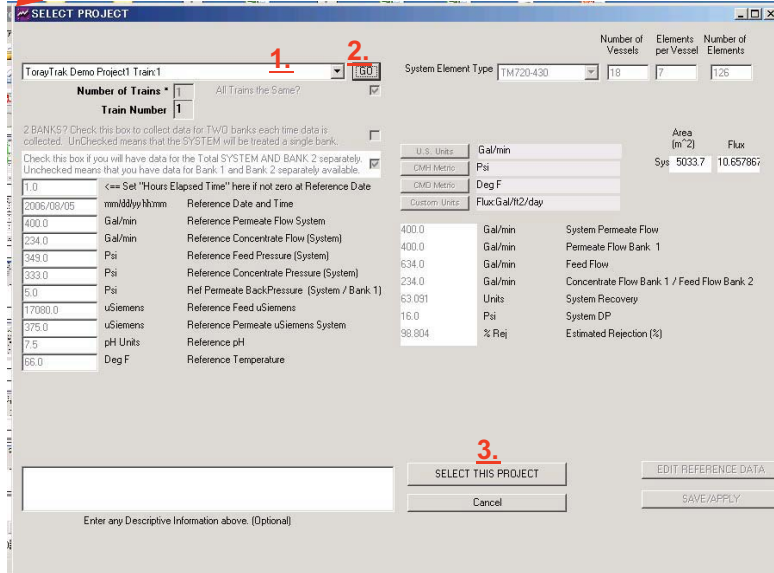 SELECT PROJECT
1.
2.
TorayTrak Demo Project1 Train:1
GO
Number of Trains * 1 All Trains the Same?
Train Number 1
System Element Type TM720-430
Number of Vessels
Elements per Vessel
Number of Elements
18 7 126
2 BANKS? Check this box to collect data for TWO banks each time data is
collected. UnChecked means that the SYSTEM will be treated a single bank.
Check this box if you will have data for the Total SYSTEM AND BANK 2 separately.
Unchecked means that you have data for Bank 1 and Bank 2 separately available.
1.0 <== Set "Hours Elapsed Time" here if not zero at Reference Date
2006/08/05 mm/dd/yy hh:mm Reference Date and Time
400.0 Gal/min Reference Permeate Flow System
234.0 Gal/min Reference Concentrate Flow (System)
349.0 Psi Reference Feed Pressure (System)
333.0 Psi Reference Concentrate Pressure (System)
5.0 Psi Ref Permeate BackPressure (System / Bank 1)
17080.0 uSiemens Reference Feed uSiemens
375.0 uSiemens Reference Permeate uSiemens System
7.5 pH Units Reference pH
66.0 Deg F Reference Temperature
U.S. Units Gal/min
CMH Metric Psi
CMD Metric Deg F
Custom Units Flux:Gal/ft2/day
Area (m^2) Flux
Sys 5033.7 10.657867
400.0 Gal/min System Permeate Flow
400.0 Gal/min Permeate Flow Bank 1
634.0 Gal/min Feed Flow
234.0 Gal/min Concentrate Flow Bank 1 / Feed Flow Bank 2
63.091 Units System Recovery
16.0 Psi System DP
98.804 % Rej Estimated Rejection (%)
3.
SELECT THIS PROJECT
Cancel
EDIT REFERENCE DATA
SAVE/APPLY
Enter any Descriptive Information above. (Optional)